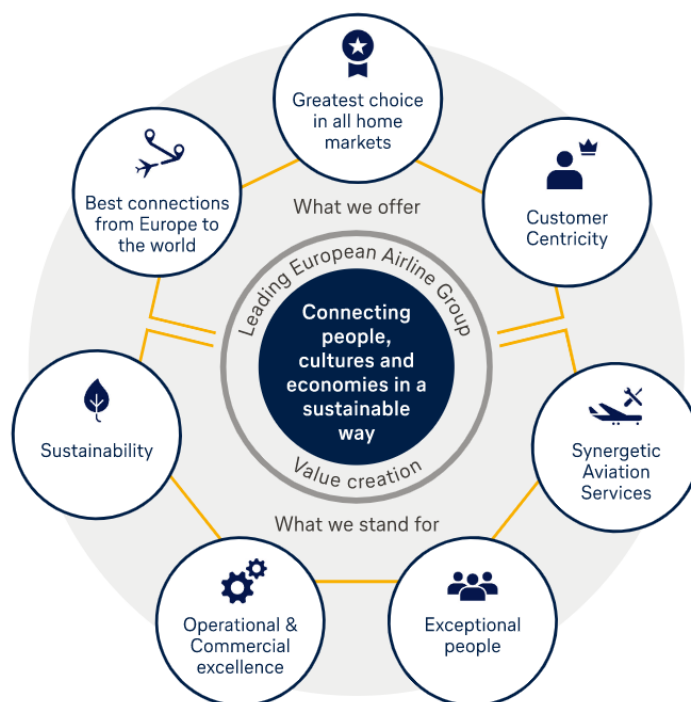 Greatest choice
in all home
markets
Best connections
from Europe to
the world
Customer
Centricity
What we offer
Leading European Airline Group
Connecting
people,
cultures and
economies in a
sustainable
way
Value creation
What we stand for
Sustainability
Synergetic
Aviation
Services
Operational &
Commercial
excellence
Exceptional
people